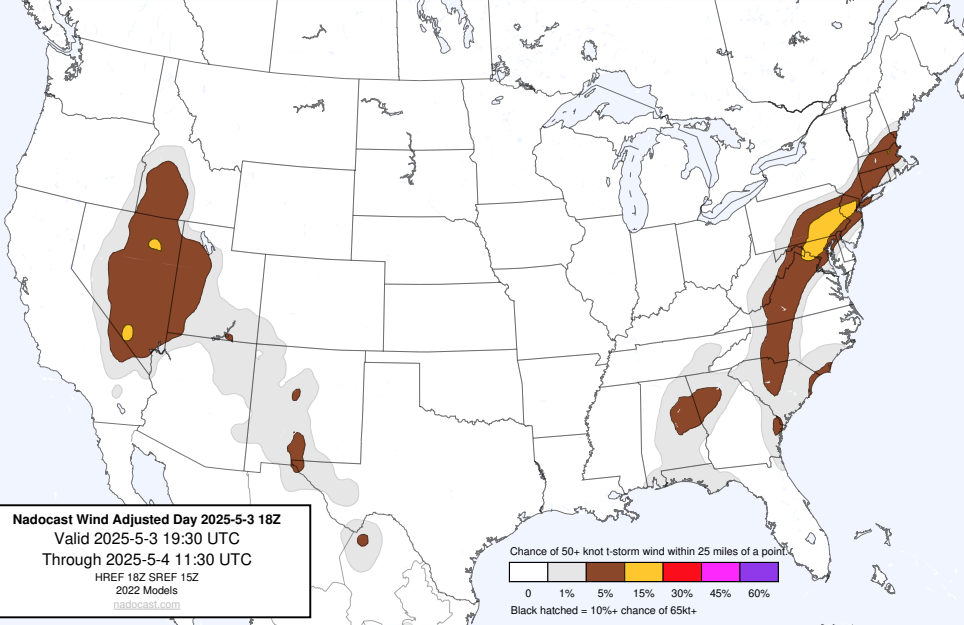 Nadocast Wind Adjusted Day 2025-5-3 18Z
Valid 2025-5-3 19:30 UTC
Through 2025-5-4 11:30 UTC
HREF 18Z SREF 15Z
2022 Models
nadocast.com
Chance of 50+ knot t-storm wind within 25 miles of a point.
0 1% 5% 15% 30% 45% 60%
Black hatched = 10%+ chance of 65kt+